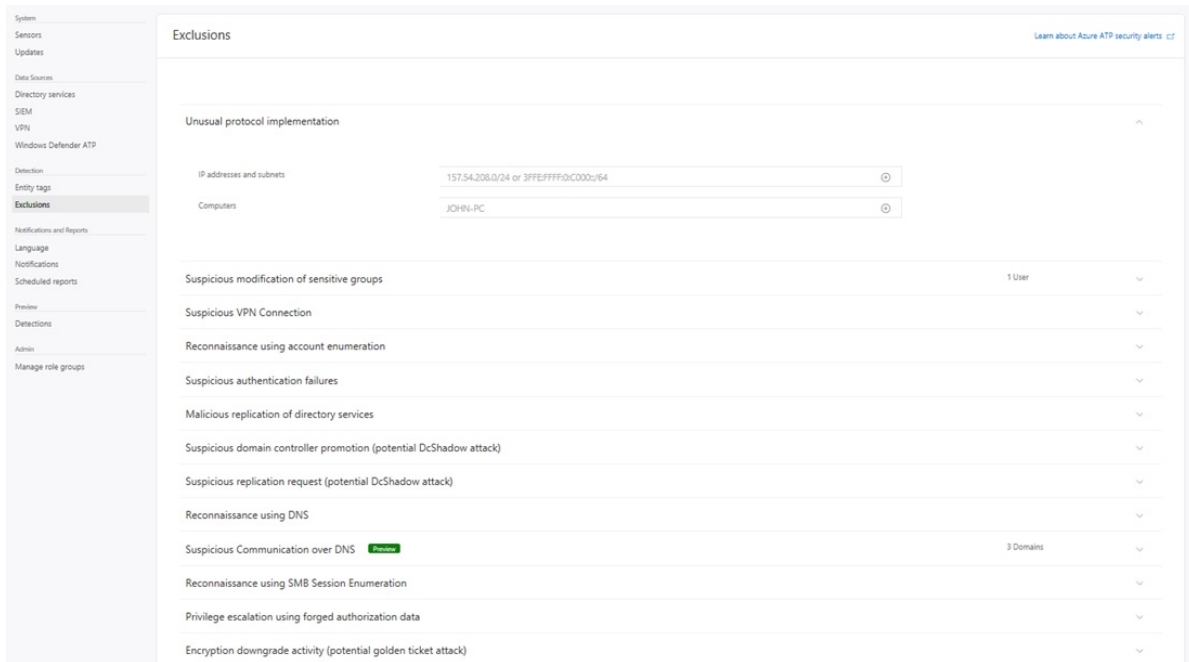 System
Sensors
Updates
Data Sources
Directory services
SIEM
VPN
Windows Defender ATP
Detection
Entity tags
Exclusions
Notifications and Reports
Language
Notifications
Scheduled reports
Preview
Detections
Admin
Manage role groups
Exclusions
Learn about Azure ATP security alerts
Unusual protocol implementation
IP addresses and subnets
157.54.208.0/24 or 3FFE:FFFF:0:C000::/64
Computers
JOHN-PC
Suspicious modification of sensitive groups 1 User
Suspicious VPN Connection
Reconnaissance using account enumeration
Suspicious authentication failures
Malicious replication of directory services
Suspicious domain controller promotion (potential DcShadow attack)
Suspicious replication request (potential DcShadow attack)
Reconnaissance using DNS
Suspicious Communication over DNS Preview 3 Domains
Reconnaissance using SMB Session Enumeration
Privilege escalation using forged authorization data
Encryption downgrade activity (potential golden ticket attack)